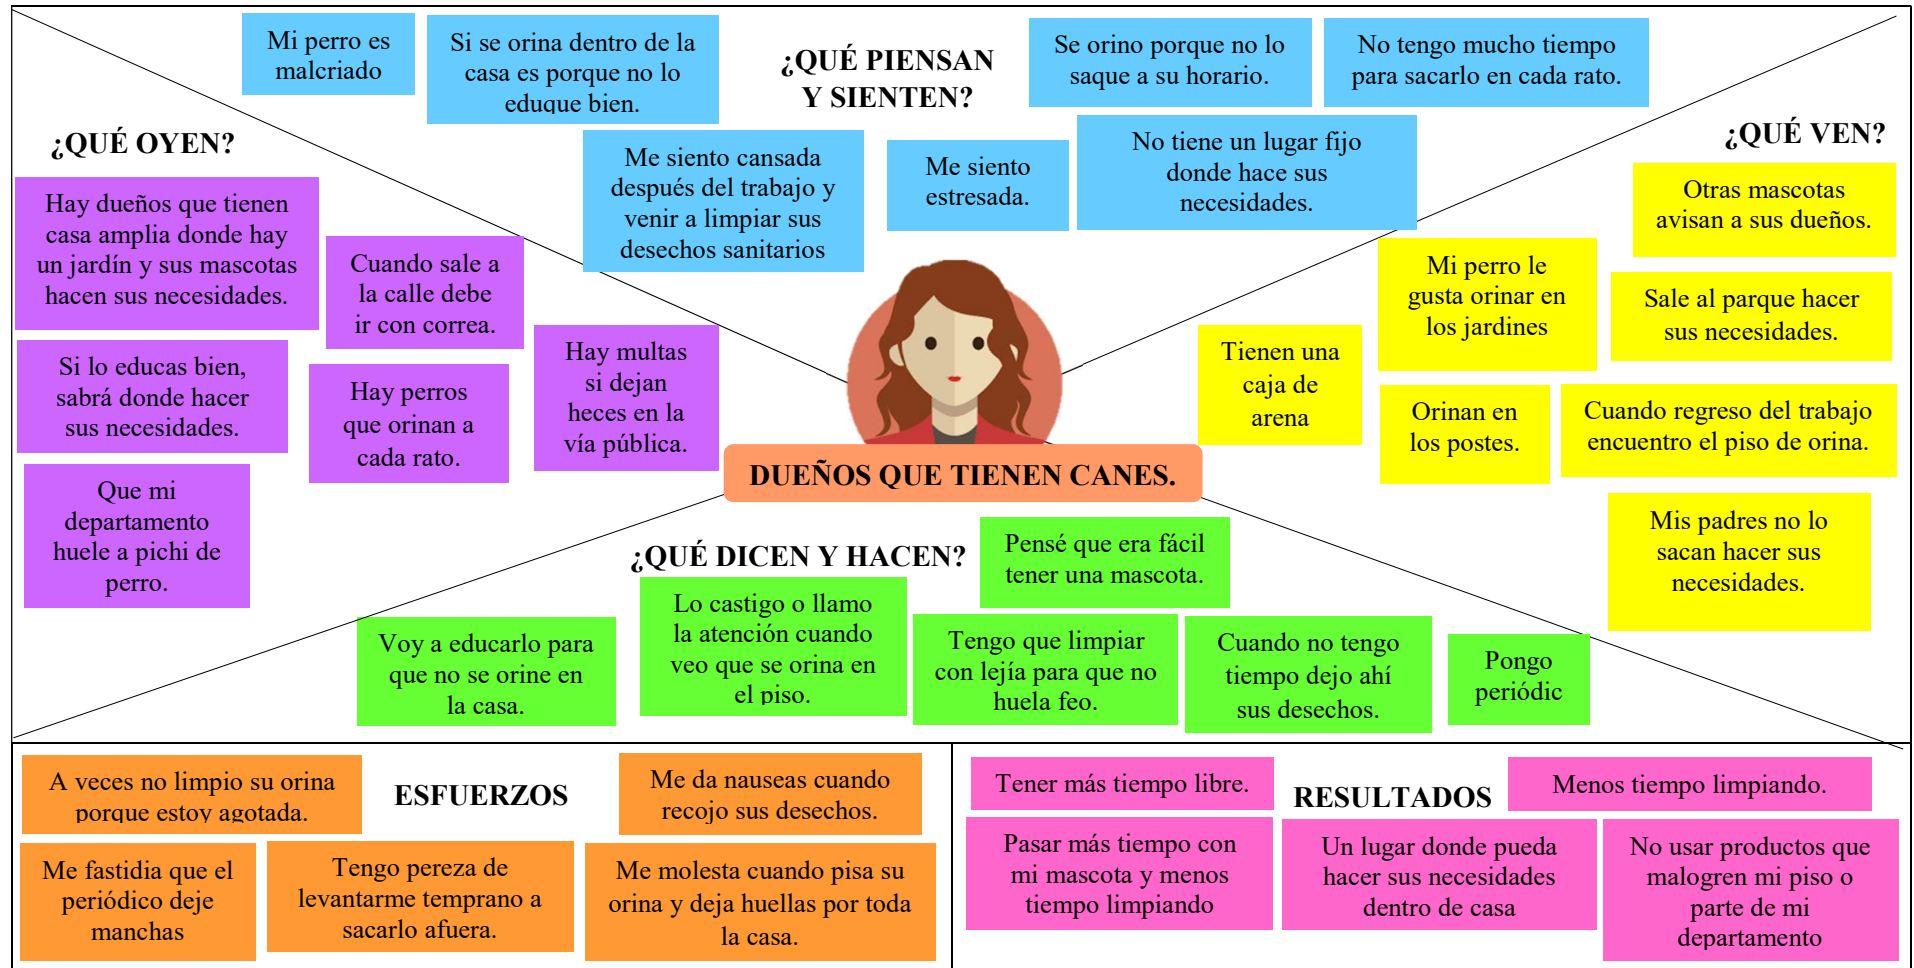 ¿QUÉ PIENSAN
Y SIENTEN?
Mi perro es
malcriado
Si se orina dentro de la
casa es porque no lo
eduque bien.
Se orino porque no lo
saque a su horario.
No tengo mucho tiempo
para sacarlo en cada rato.
Me siento cansada
después del trabajo y
venir a limpiar sus
desechos sanitarios
Me siento
estresada.
No tiene un lugar fijo
donde hace sus
necesidades.
¿QUÉ OYEN?
Hay dueños que tienen
casa amplia donde hay
un jardín y sus mascotas
hacen sus necesidades.
Cuando sale a
la calle debe
ir con correa.
Si lo educas bien,
sabrá donde hacer
sus necesidades.
Hay perros
que orinan a
cada rato.
Hay multas
si dejan
heces en la
vía pública.
Que mi
departamento
huele a pichi de
perro.
¿QUÉ VEN?
Otras mascotas
avisan a sus dueños.
Mi perro le
gusta orinar en
los jardines
Sale al parque hacer
sus necesidades.
Tienen una
caja de
arena
Orinan en
los postes.
Cuando regreso del trabajo
encuentro el piso de orina.
Mis padres no lo
sacan hacer sus
necesidades.
DUEÑOS QUE TIENEN CANES.
¿QUÉ DICEN Y HACEN?
Pensé que era fácil
tener una mascota.
Voy a educarlo para
que no se orine en
la casa.
Lo castigo o llamo
la atención cuando
veo que se orina en
el piso.
Tengo que limpiar
con lejía para que no
huela feo.
Cuando no tengo
tiempo dejo ahí
sus desechos.
Pongo
periódic
ESFUERZOS
A veces no limpio su orina
porque estoy agotada.
Me da nauseas cuando
recojo sus desechos.
Me fastidia que el
periódico deje
manchas
Tengo pereza de
levantarme temprano a
sacarlo afuera.
Me molesta cuando pisa su
orina y deja huellas por toda
la casa.
RESULTADOS
Tener más tiempo libre.
Menos tiempo limpiando.
Pasar más tiempo con
mi mascota y menos
tiempo limpiando
Un lugar donde pueda
hacer sus necesidades
dentro de casa
No usar productos que
malogren mi piso o
parte de mi
departamento